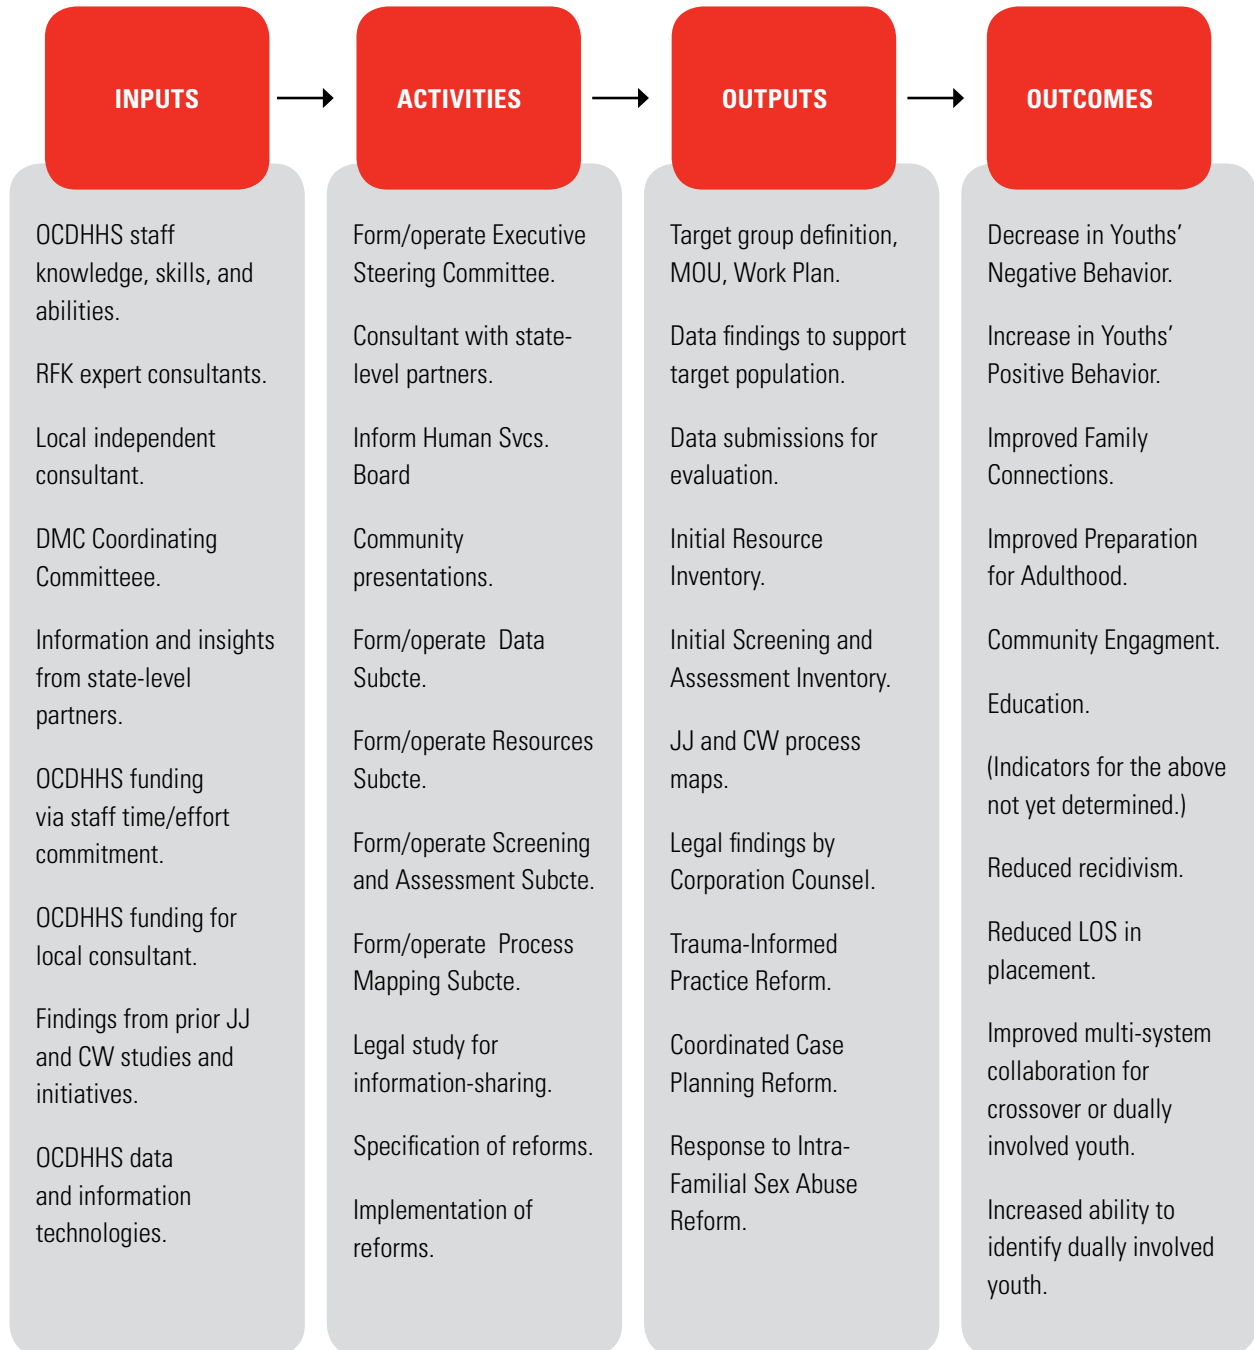 INPUTS
OCDHHS staff
knowledge, skills, and
abilities.
RFK expert consultants.
Local independent
consultant.
DMC Coordinating
Committeee.
Information and insights
from state-level
partners.
OCDHHS funding
via staff time/effort
commitment.
OCDHHS funding for
local consultant.
Findings from prior JJ
and CW studies and
initiatives.
OCDHHS data
and information
technologies.
ACTIVITIES
Form/operate Executive
Steering Committee.
Consultant with state-
level partners.
Inform Human Svcs.
Board
Community
presentations.
Form/operate Data
Subcte.
Form/operate Resources
Subcte.
Form/operate Screening
and Assessment Subcte.
Form/operate Process
Mapping Subcte.
Legal study for
information-sharing.
Specification of reforms.
Implementation of
reforms.
OUTPUTS
Target group definition,
MOU, Work Plan.
Data findings to support
target population.
Data submissions for
evaluation.
Initial Resource
Inventory.
Initial Screening and
Assessment Inventory.
JJ and CW process
maps.
Legal findings by
Corporation Counsel.
Trauma-Informed
Practice Reform.
Coordinated Case
Planning Reform.
Response to Intra-
Familial Sex Abuse
Reform.
OUTCOMES
Decrease in Youths’
Negative Behavior.
Increase in Youths’
Positive Behavior.
Improved Family
Connections.
Improved Preparation
for Adulthood.
Community Engagment.
Education.
(Indicators for the above
not yet determined.)
Reduced recidivism.
Reduced LOS in
placement.
Improved multi-system
collaboration for
crossover or dually
involved youth.
Increased ability to
identify dually involved
youth.